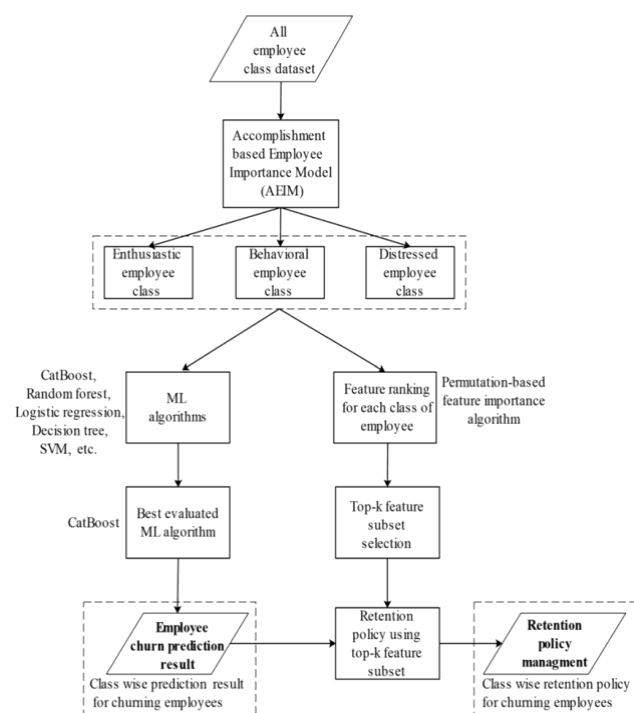 All
employee
class dataset
Accomplishment
based Employee
Importance Model
(AEIM)
Enthusiastic
employee
class
Behavioral
employee
class
Distressed
employee
class
CatBoost,
Random forest,
Logistic regression,
Decision tree,
SVM, etc.
ML
algorithms
Feature ranking
for each class of
employee
Permutation-based
feature importance
algorithm
CatBoost
Best evaluated
ML algorithm
Top-k feature
subset
selection
Employee
churn prediction
result
Class wise prediction result
for churning employees
Retention
policy using
top-k feature
subset
Retention
policy
managment
Class wise retention policy
for churning employees